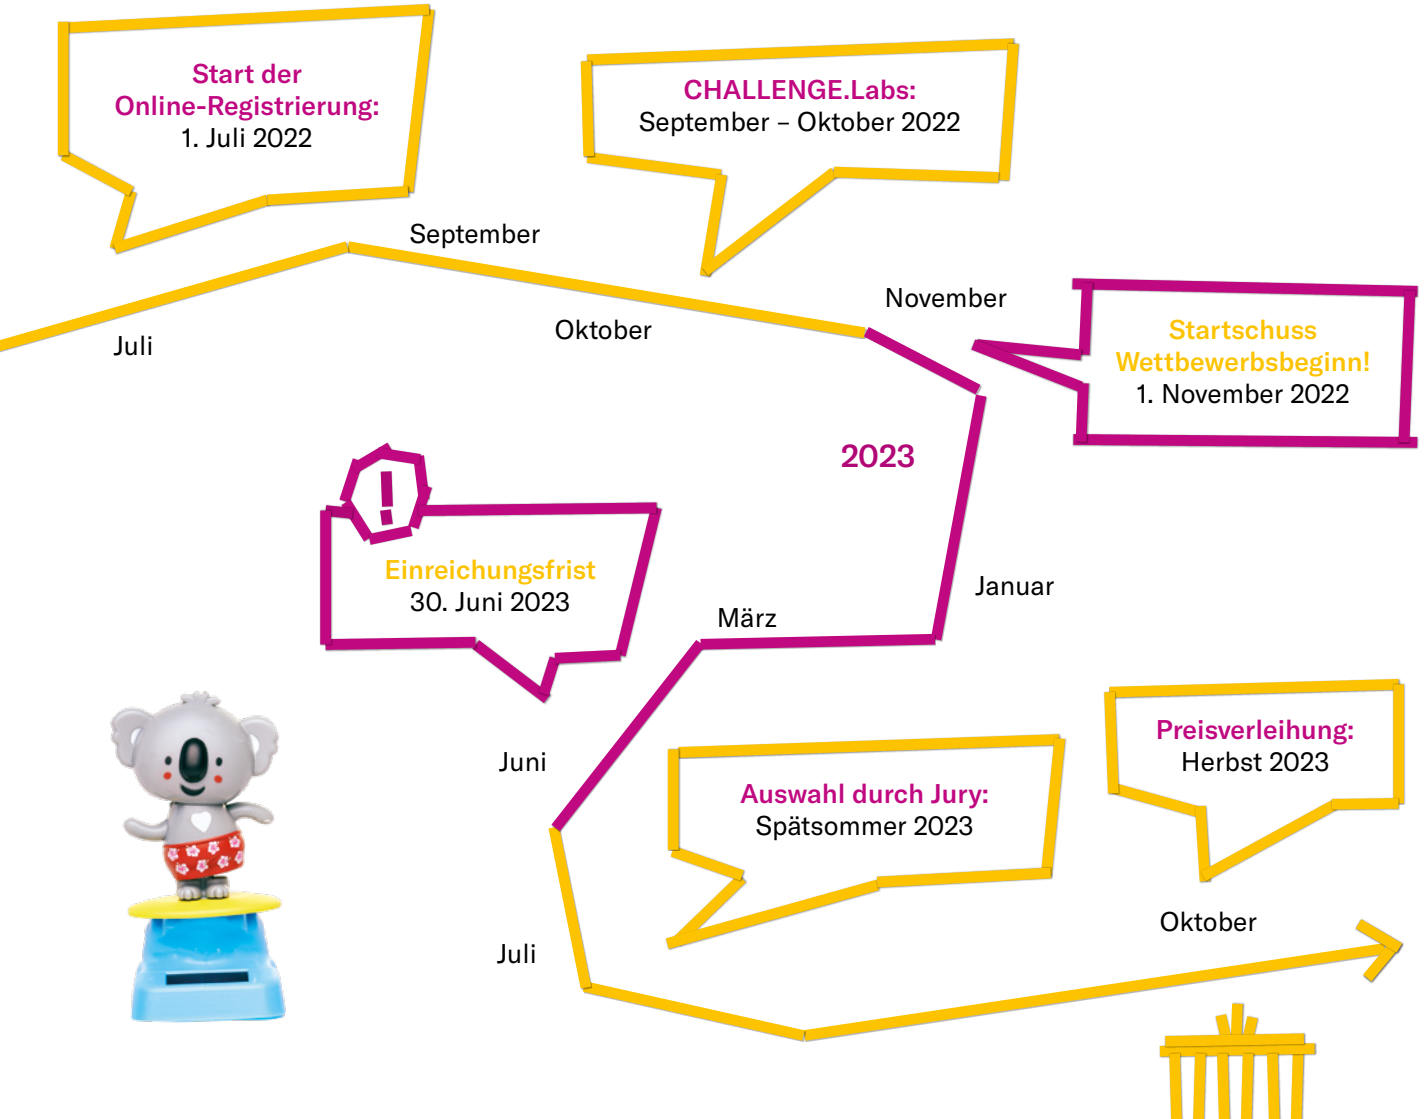 Start der
Online-Registrierung:
1. Juli 2022
CHALLENGE.Labs:
September – Oktober 2022
September
Juli
Oktober
November
Startschuss
Wettbewerbsbeginn!
1. November 2022
2023
!
Einreichungsfrist
30. Juni 2023
Januar
März
Juni
Auswahl durch Jury:
Spätsommer 2023
Preisverleihung:
Herbst 2023
Juli
Oktober